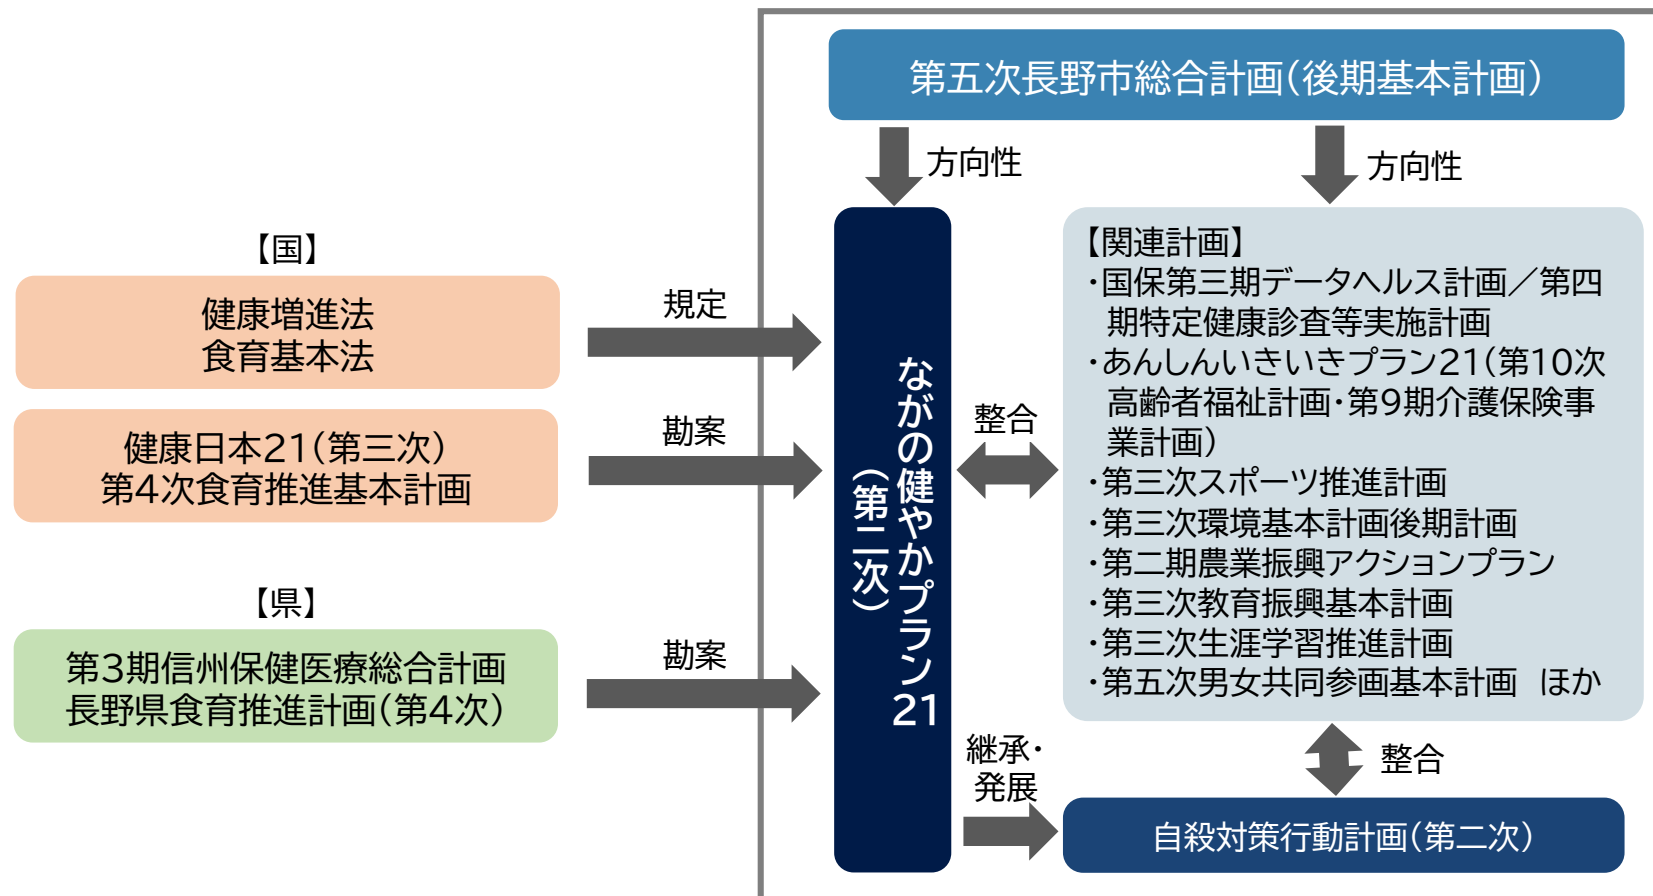 第五次長野市総合計画(後期基本計画)
方向性
方向性
【国】
健康増進法
食育基本法
規定
健康日本21(第三次)
第4次食育推進基本計画
勘案
【県】
第3期信州保健医療総合計画
長野県食育推進計画(第4次)
勘案
ながの健やかプラン21
(第二次)
整合
【関連計画】
・国保第三期データヘルス計画／第四
期特定健康診査等実施計画
・あんしんいきいきプラン21(第10次
高齢者福祉計画・第9期介護保険事
業計画)
・第三次スポーツ推進計画
・第三次環境基本計画後期計画
・第二期農業振興アクションプラン
・第三次教育振興基本計画
・第三次生涯学習推進計画
・第五次男女共同参画基本計画　ほか
継承・
発展
整合
自殺対策行動計画(第二次)